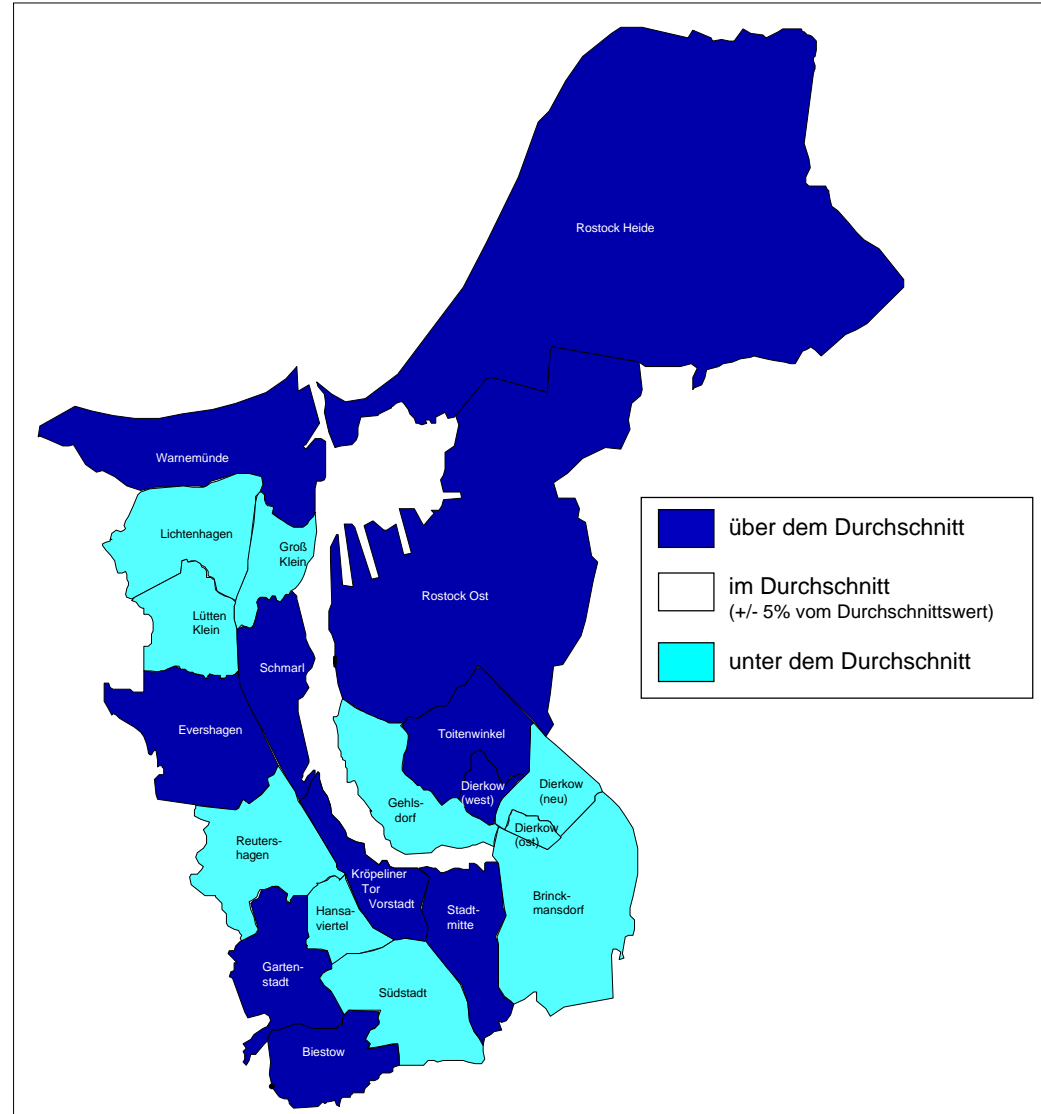 Rostock Heide
Warnemünde
Lichtenhagen
Groß
Klein
Rostock Ost
Lütten
Klein
Schmarl
Evershagen
Toitenwinkel
Dierkow
(west)
Dierkow
(neu)
Gehls-
dorf
Dierkow
(ost)
Reuters-
hagen
Kröpeliner
Tor
Vorstadt
Hansa-
viertel
Stadt-
mitte
Brinck-
mansdorf
Garten-
stadt
Südstadt
Biestow
über dem Durchschnitt
im Durchschnitt
(+/- 5% vom Durchschnittswert)
unter dem Durchschnitt